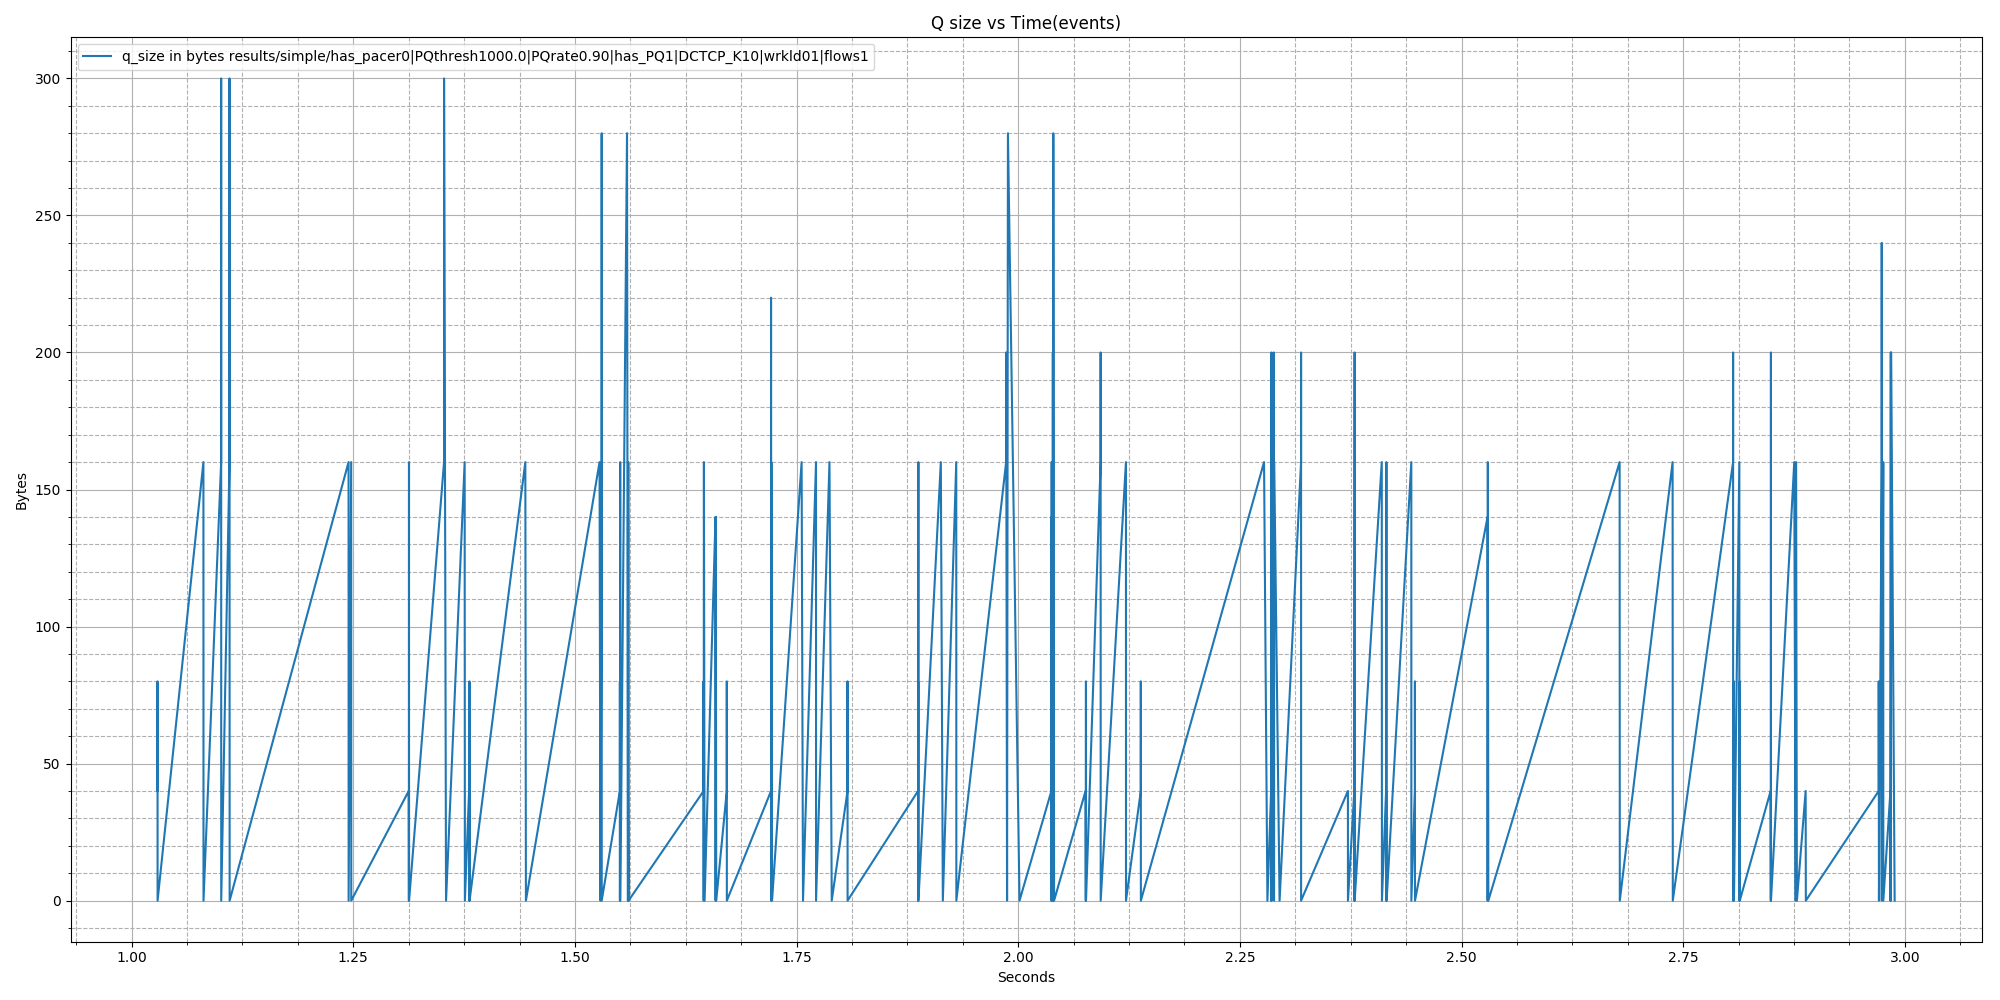 Q size vs Time(events)
q_size in bytes results/simple/has_pacer0|PQthresh1000.0|PQrate0.90|has_PQ1|DCTCP_K10|wrkld01|flows1
300
250
200
150
100
50
0
Bytes
1.00 1.25 1.50 1.75 2.00 2.25 2.50 2.75 3.00
Seconds